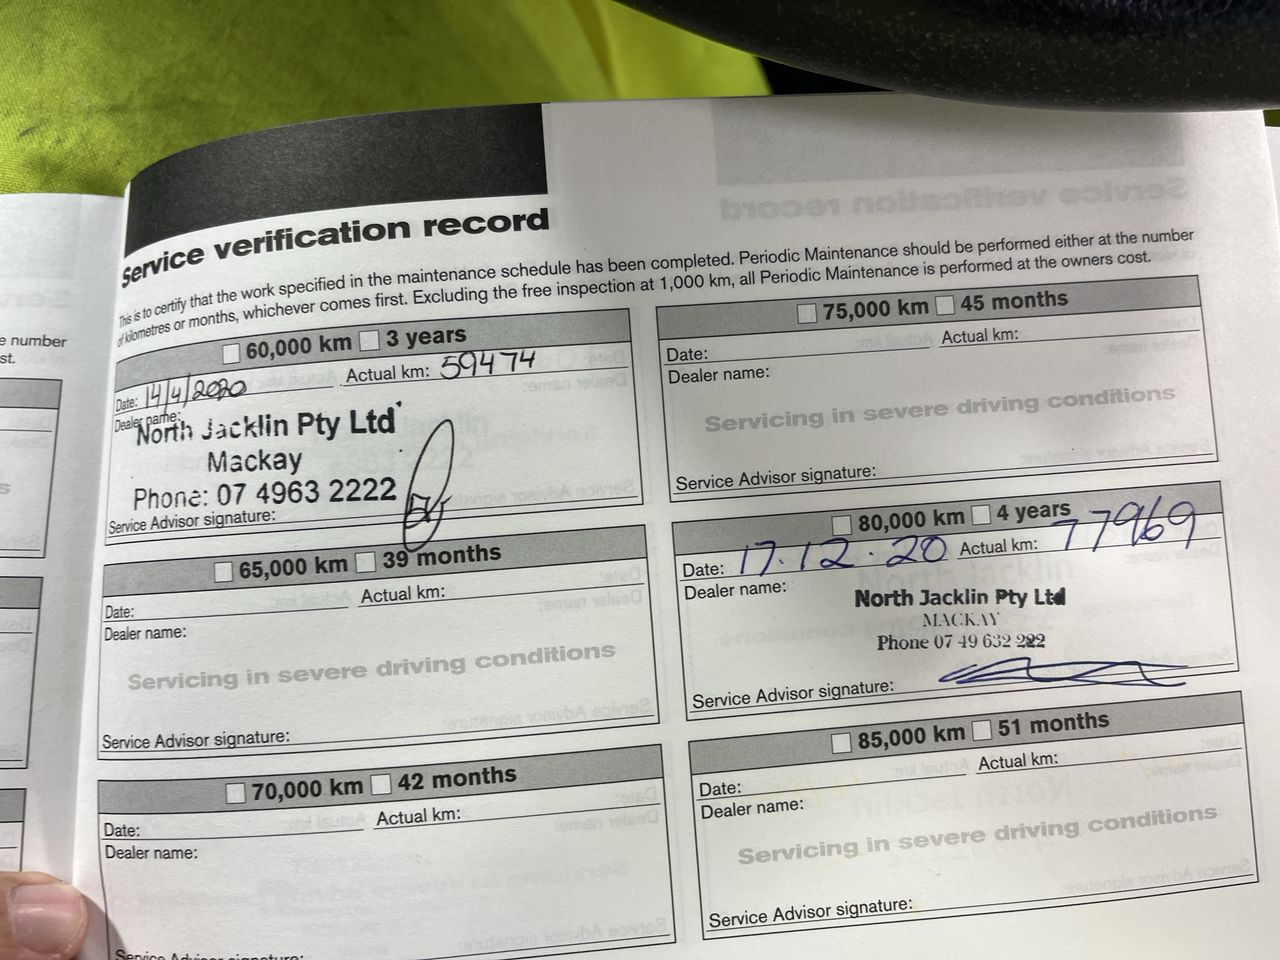 e number
st.
s
Service verification record
This is to certify that the work specified in the maintenance schedule has been completed. Periodic Maintenance should be performed either at the number
of kilometres or months, whichever comes first. Excluding the free inspection at 1,000 km, all Periodic Maintenance is performed at the owners cost.
60,000 km 3 years
Date: 14/4/2020 Actual km: 59474
Dealer name:
North Jacklin Pty Ltd
Mackay
Phone: 07 4963 2222
Service Advisor signature:
65,000 km 39 months
Date: Actual km:
Dealer name:
Servicing in severe driving conditions
Service Advisor signature:
70,000 km 42 months
Date: Actual km:
Dealer name:
Service Advisor signature:
75,000 km 45 months
Date: Actual km:
Dealer name:
Servicing in severe driving conditions
Service Advisor signature:
80,000 km 4 years
Date: 17.12.20 Actual km: 77969
Dealer name:
North Jacklin Pty Ltd
MACKAY
Phone 07 49 632 222
Service Advisor signature:
85,000 km 51 months
Date: Actual km:
Dealer name:
Servicing in severe driving conditions
Service Advisor signature: